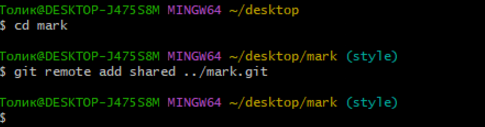 Толик@DESKTOP-J475S8M MINGW64 ~/desktop
$ cd mark
Толик@DESKTOP-J475S8M MINGW64 ~/desktop/mark (style)
$ git remote add shared ../mark.git
Толик@DESKTOP-J475S8M MINGW64 ~/desktop/mark (style)
$